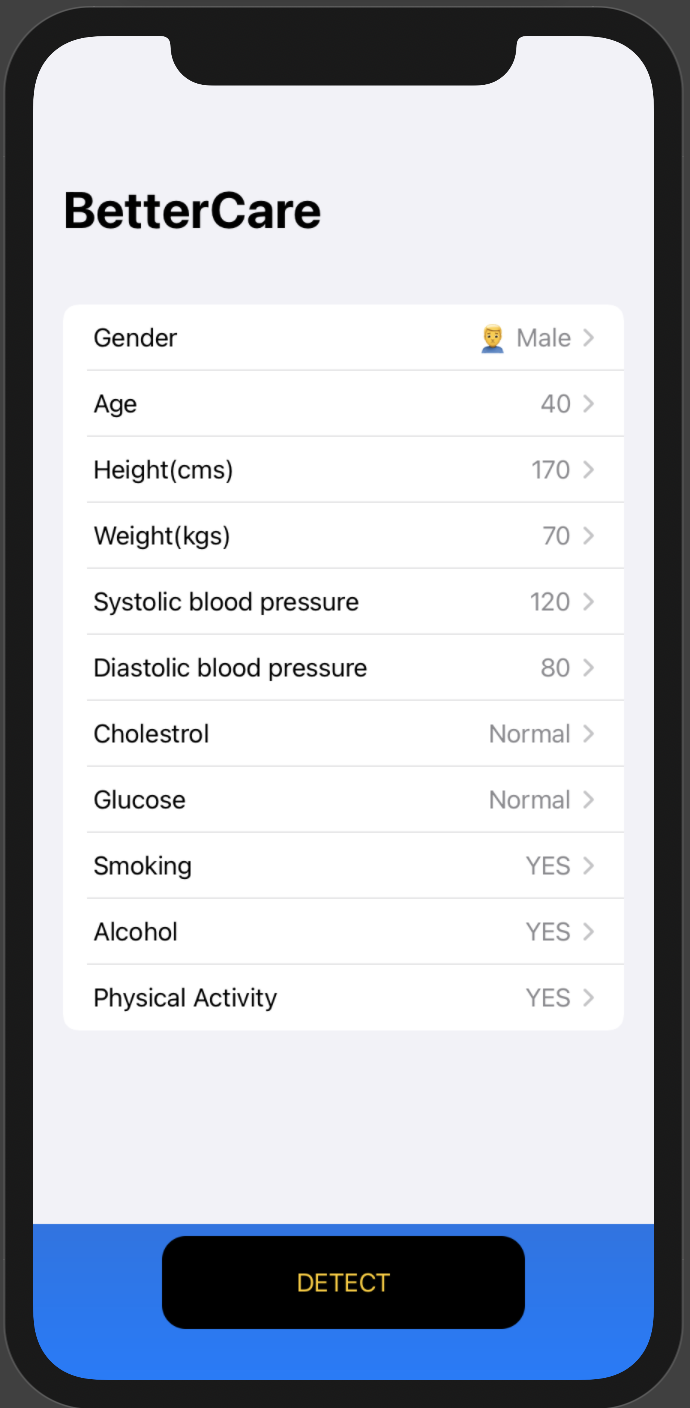 BetterCare
Gender 👨‍🦱 Male
Age 40
Height(cms) 170
Weight(kgs) 70
Systolic blood pressure 120
Diastolic blood pressure 80
Cholestrol Normal
Glucose Normal
Smoking YES
Alcohol YES
Physical Activity YES
DETECT